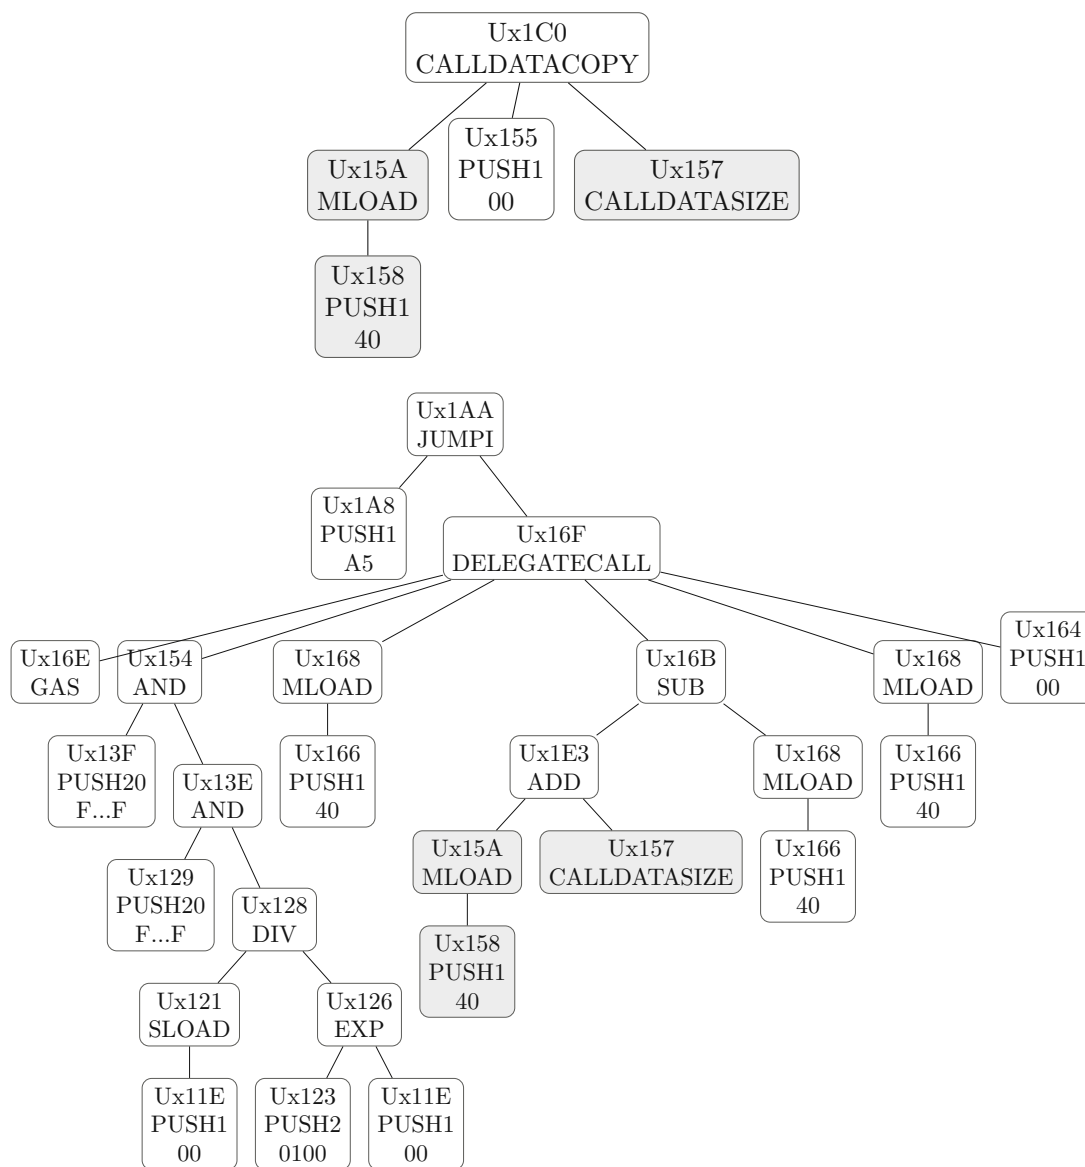 Ux1C0
CALLDATACOPY
Ux15A
MLOAD
Ux155
PUSH1
00
Ux157
CALLDATASIZE
Ux158
PUSH1
40
Ux1AA
JUMPI
Ux1A8
PUSH1
A5
Ux16F
DELEGATECALL
Ux16E
GAS
Ux154
AND
Ux168
MLOAD
Ux16B
SUB
Ux168
MLOAD
Ux164
PUSH1
00
Ux13F
PUSH20
F...F
Ux13E
AND
Ux166
PUSH1
40
Ux1E3
ADD
Ux168
MLOAD
Ux166
PUSH1
40
Ux129
PUSH20
F...F
Ux128
DIV
Ux15A
MLOAD
Ux157
CALLDATASIZE
Ux166
PUSH1
40
Ux158
PUSH1
40
Ux121
SLOAD
Ux126
EXP
Ux11E
PUSH1
00
Ux123
PUSH2
0100
Ux11E
PUSH1
00